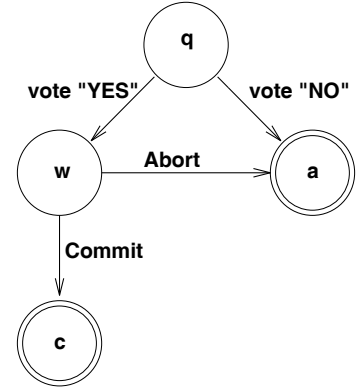 q
vote "YES"
vote "NO"
w
Abort
a
Commit
c